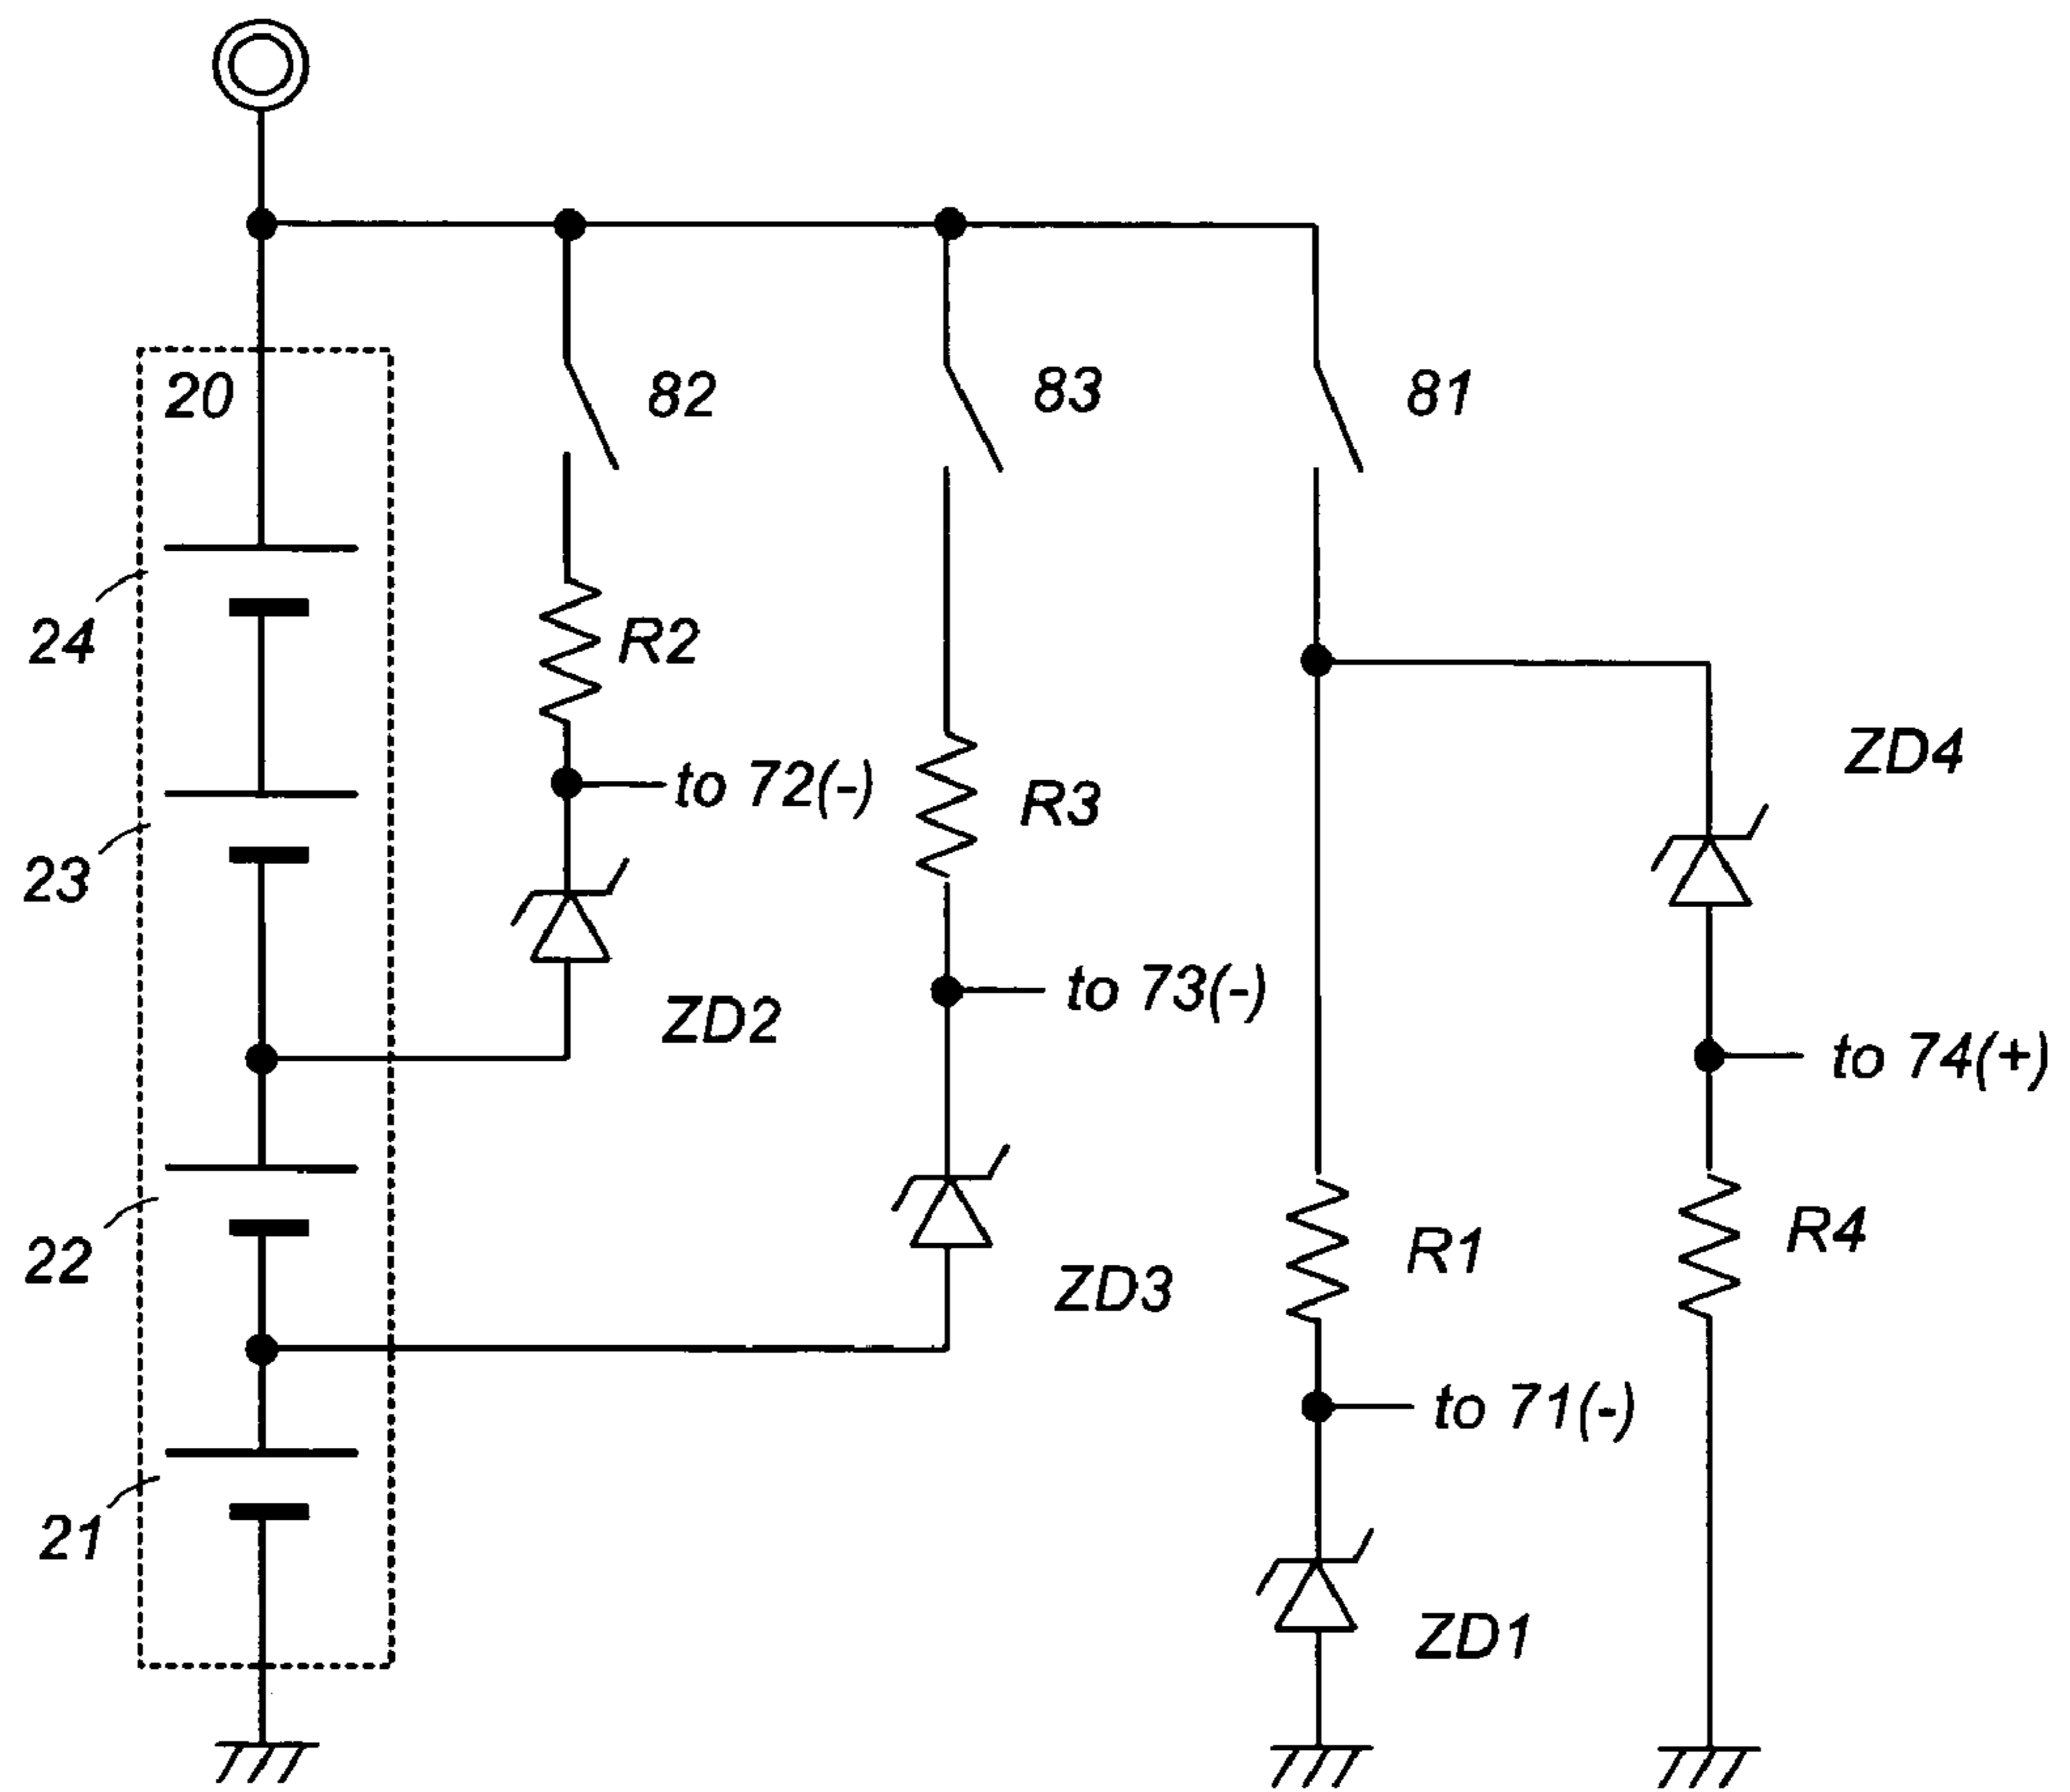 20
82
83
81
24
R2
ZD4
to 72(-)
R3
23
to 73(-)
ZD2
to 74(+)
22
ZD3
R1
R4
to 71(-)
21
ZD1